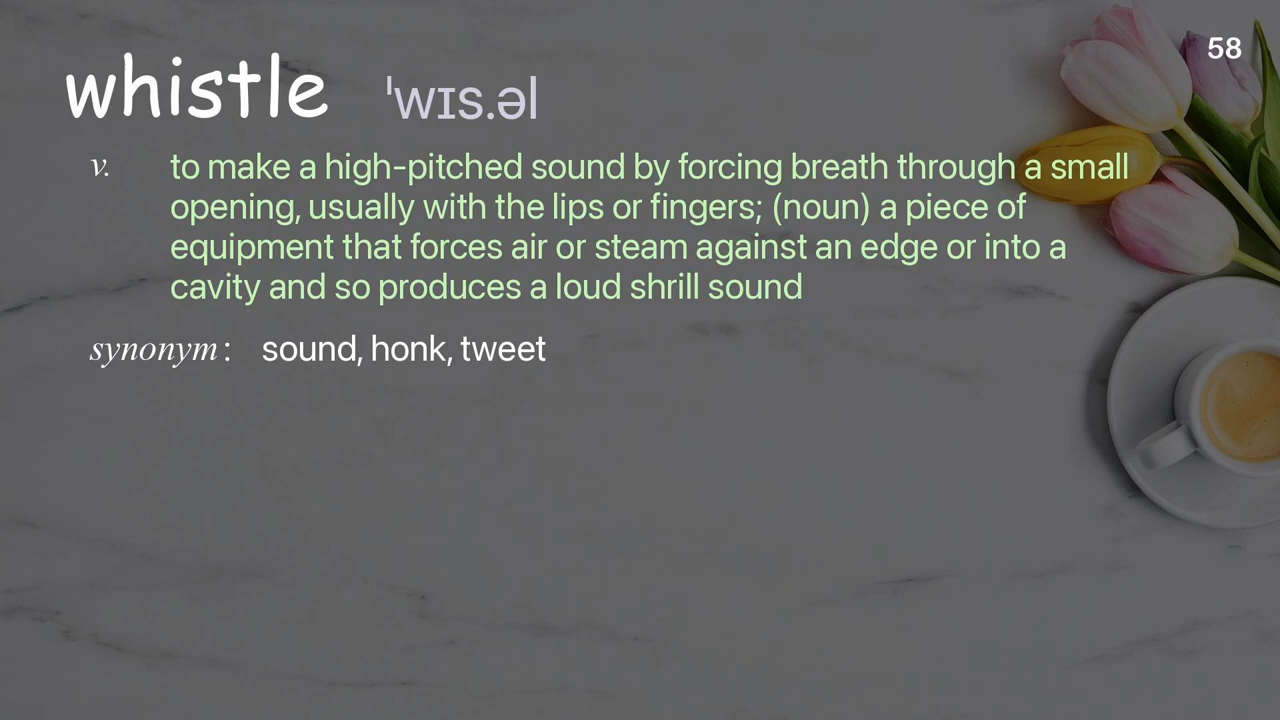 58
whistle ˈwɪs.əl
v. to make a high-pitched sound by forcing breath through a small
opening, usually with the lips or fingers; (noun) a piece of
equipment that forces air or steam against an edge or into a
cavity and so produces a loud shrill sound
synonym: sound, honk, tweet